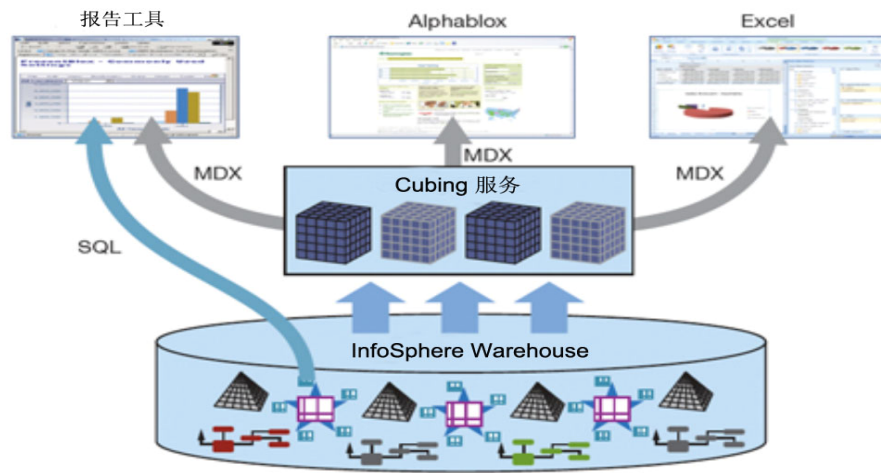 报告工具
Alphablox
Excel
MDX
MDX
MDX
Cubing 服务
SQL
InfoSphere Warehouse